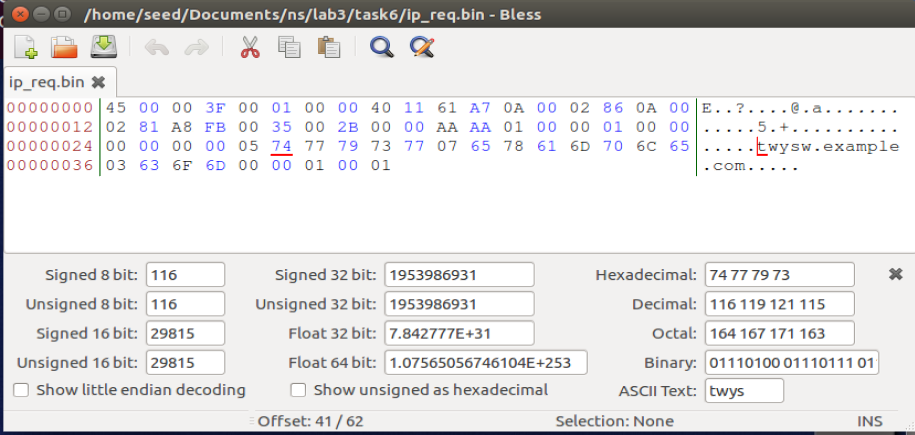 /home/seed/Documents/ns/lab3/task6/ip_req.bin - Bless
ip_req.bin
00000000 45 00 00 3F 00 01 00 00 40 11 61 A7 0A 00 02 86 0A 00 E..?....@.a.......
00000012 02 81 A8 FB 00 35 00 2B 00 00 AA AA 01 00 00 01 00 00 .....5.+..........
00000024 00 00 00 00 05 74 77 79 73 77 07 65 78 61 6D 70 6C 65 .....twysw.example
00000036 03 63 6F 6D 00 00 01 00 01 .com.....
Signed 8 bit: 116 Signed 32 bit: 1953986931 Hexadecimal: 74 77 79 73
Unsigned 8 bit: 116 Unsigned 32 bit: 1953986931 Decimal: 116 119 121 115
Signed 16 bit: 29815 Float 32 bit: 7.842777E+31 Octal: 164 167 171 163
Unsigned 16 bit: 29815 Float 64 bit: 1.07565056746104E+253 Binary: 01110100 01110111 01
Show little endian decoding Show unsigned as hexadecimal ASCII Text: twys
Offset: 41 / 62 Selection: None INS